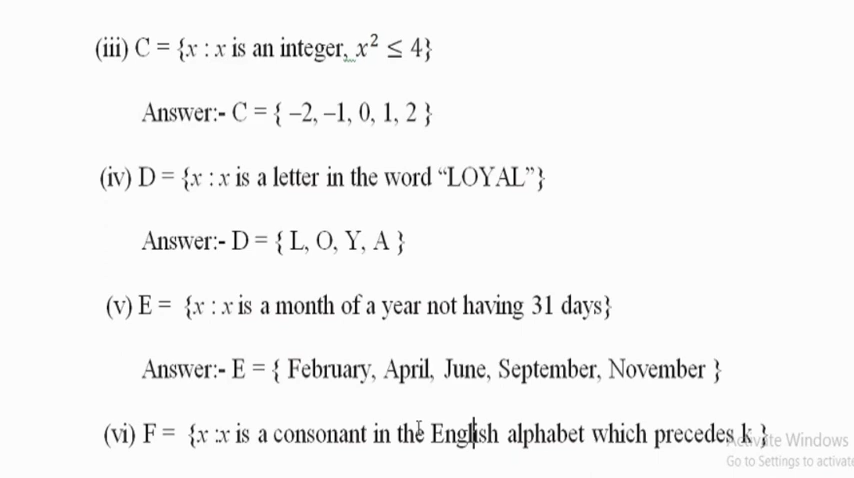 (iii) C = {x : x is an integer, x² ≤ 4}
Answer:- C = { –2, –1, 0, 1, 2 }
(iv) D = {x : x is a letter in the word “LOYAL”}
Answer:- D = { L, O, Y, A }
(v) E = {x : x is a month of a year not having 31 days}
Answer:- E = { February, April, June, September, November }
(vi) F = {x :x is a consonant in the English alphabet which precedes k }
Activate Windows
Go to Settings to activate